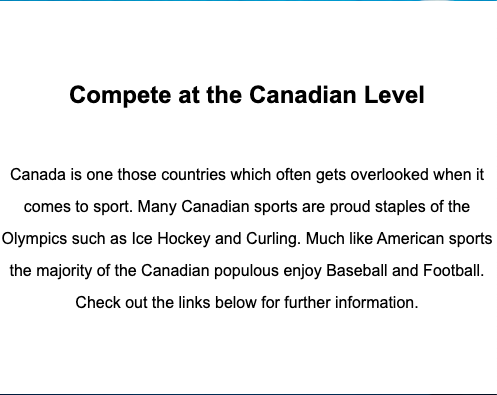 Compete at the Canadian Level
Canada is one those countries which often gets overlooked when it
comes to sport. Many Canadian sports are proud staples of the
Olympics such as Ice Hockey and Curling. Much like American sports
the majority of the Canadian populous enjoy Baseball and Football.
Check out the links below for further information.